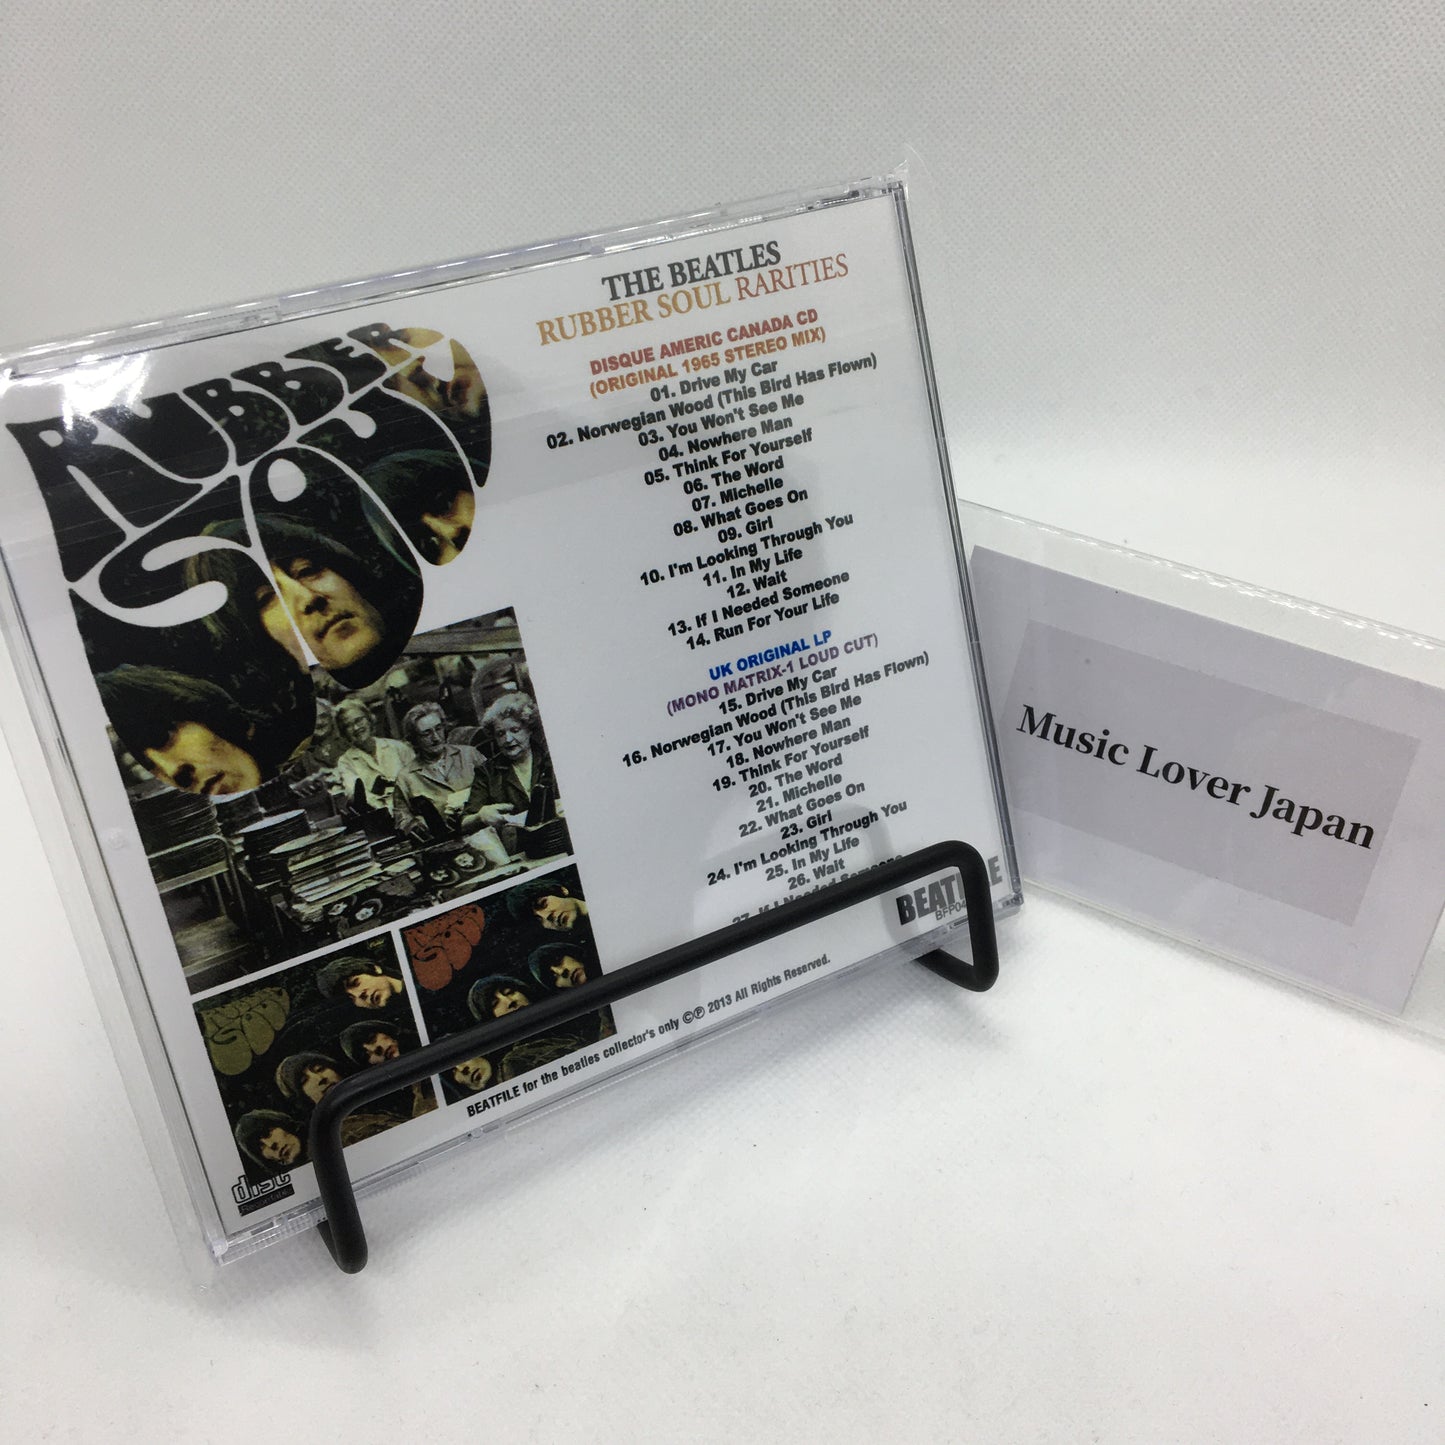 RUBBER
SOUL
THE BEATLES
RUBBER SOUL RARITIES
DISQUE AMERIC CANADA CD
(ORIGINAL 1965 STEREO MIX)
01. Drive My Car
02. Norwegian Wood (This Bird Has Flown)
03. You Won't See Me
04. Nowhere Man
05. Think For Yourself
06. The Word
07. Michelle
08. What Goes On
09. Girl
10. I'm Looking Through You
11. In My Life
12. Wait
13. If I Needed Someone
14. Run For Your Life
UK ORIGINAL LP
(MONO MATRIX-1 LOUD CUT)
15. Drive My Car
16. Norwegian Wood (This Bird Has Flown)
17. You Won't See Me
18. Nowhere Man
19. Think For Yourself
20. The Word
21. Michelle
22. What Goes On
23. Girl
24. I'm Looking Through You
25. In My Life
26. Wait
27. If I Needed Someone
BEATFILE for the beatles collector's only ©℗ 2013 All Rights Reserved.
disc
Recordable
Music Lover Japan